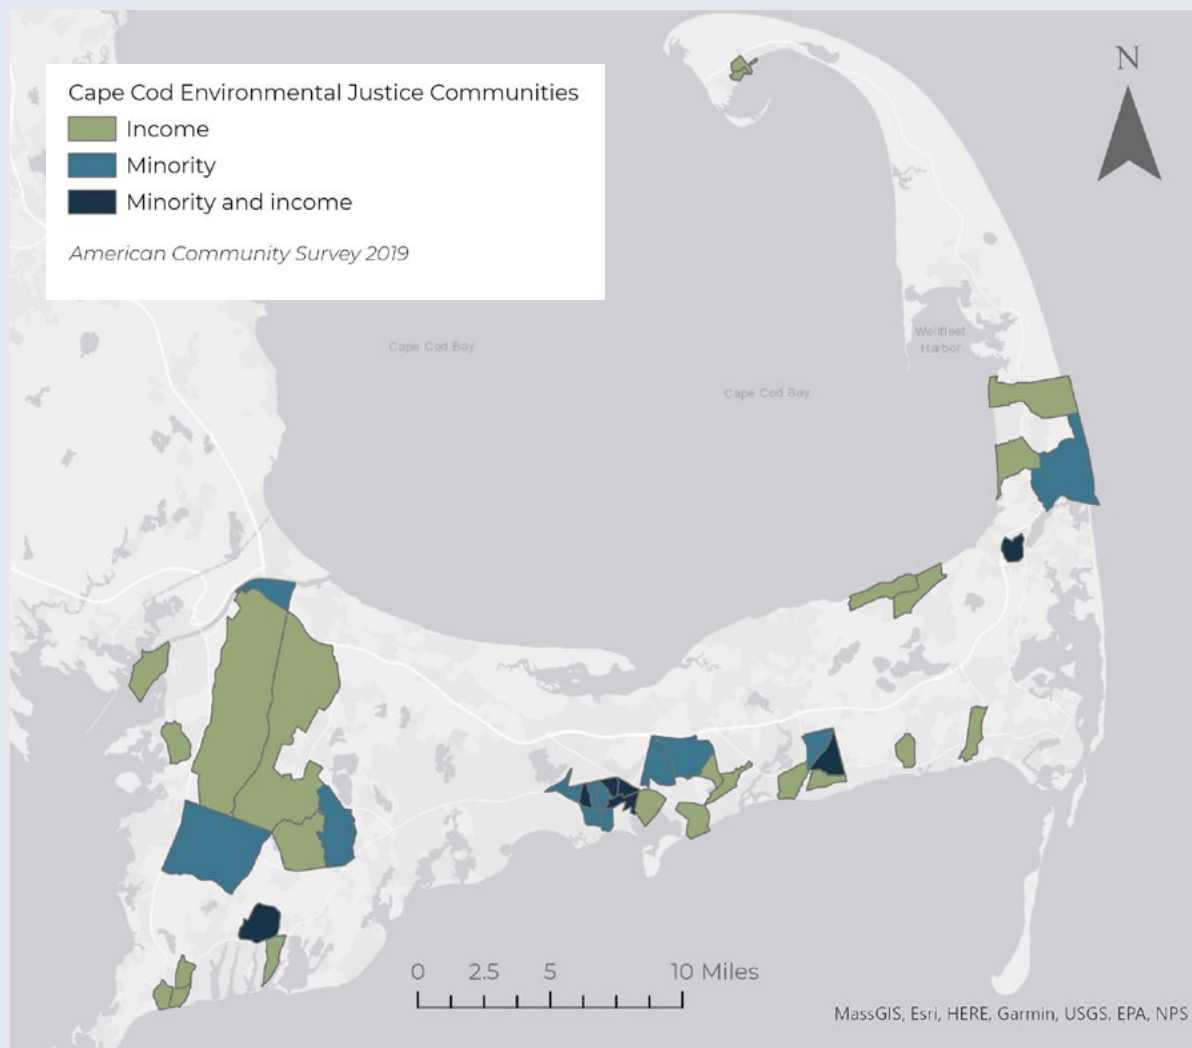 N
Cape Cod Environmental Justice Communities
Income
Minority
Minority and income
American Community Survey 2019
Cape Cod Bay
Wellfleet
Harbor
Cape Cod Bay
0 2.5 5 10 Miles
MassGIS, Esri, HERE, Garmin, USGS, EPA, NPS